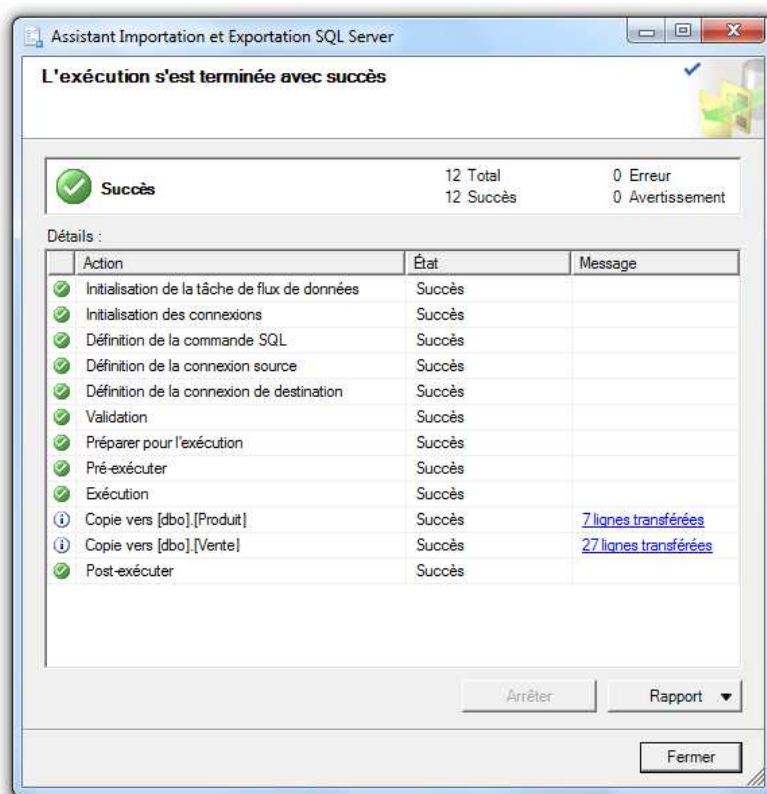 Assistant Importation et Exportation SQL Server
L'exécution s'est terminée avec succès
Succès
12 Total
0 Erreur
12 Succès
0 Avertissement
Détails :
Action État Message
Initialisation de la tâche de flux de données Succès
Initialisation des connexions Succès
Définition de la commande SQL Succès
Définition de la connexion source Succès
Définition de la connexion de destination Succès
Validation Succès
Préparer pour l'exécution Succès
Pré-exécuter Succès
Exécution Succès
Copie vers [dbo].[Produit] Succès 7 lignes transférées
Copie vers [dbo].[Vente] Succès 27 lignes transférées
Post-exécuter Succès
Arrêter Rapport
Fermer